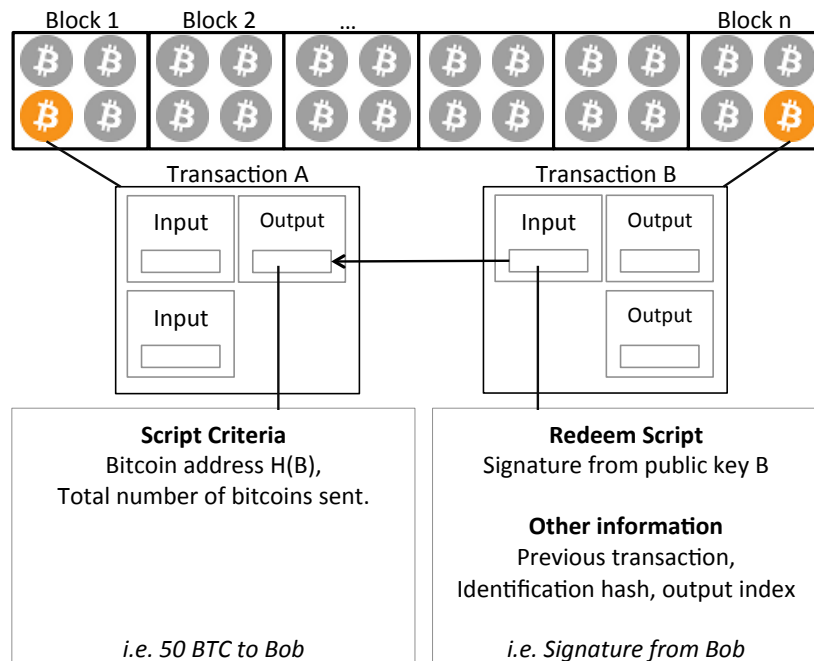 Block 1
Block 2
...
Block n
Transaction A
Transaction B
Input
Output
Input
Output
Input
Output
Script Criteria
Bitcoin address H(B),
Total number of bitcoins sent.
i.e. 50 BTC to Bob
Redeem Script
Signature from public key B
Other information
Previous transaction,
Identification hash, output index
i.e. Signature from Bob